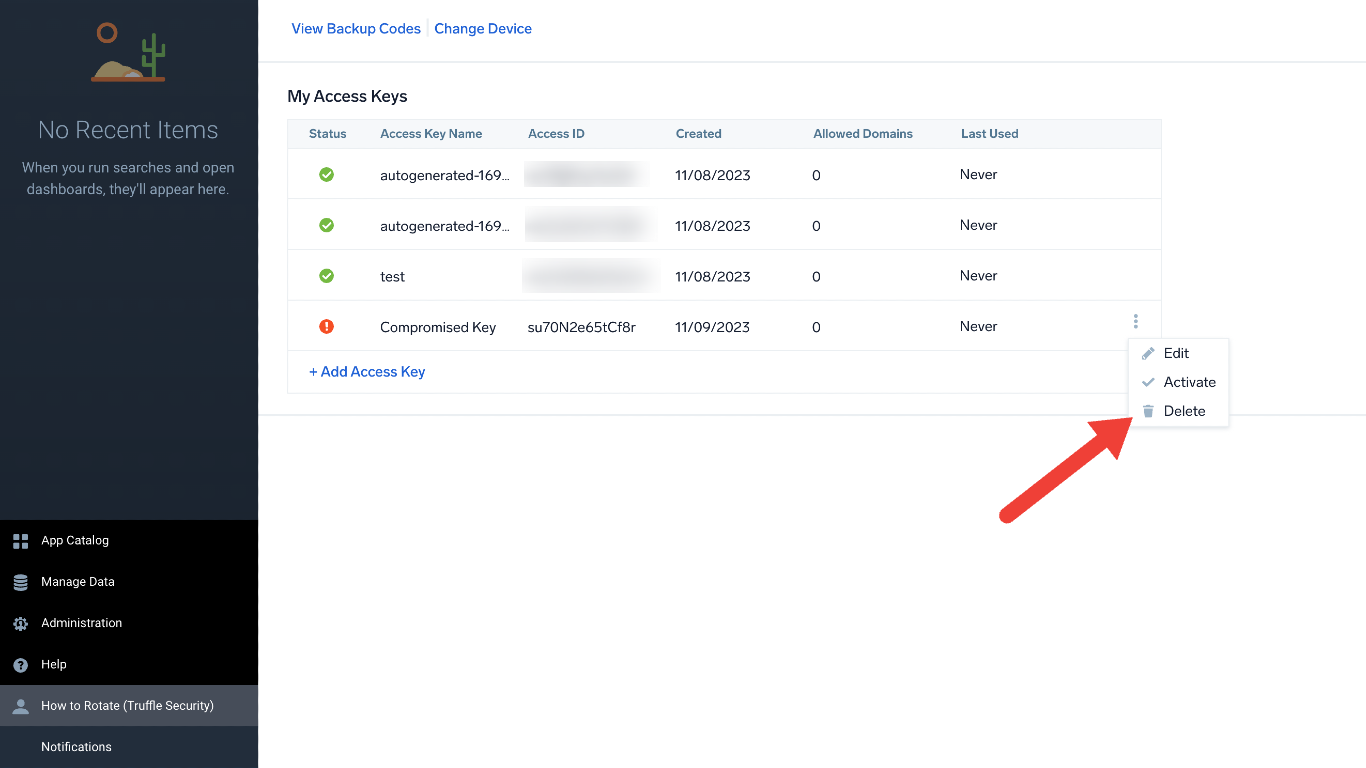 No Recent Items
When you run searches and open
dashboards, they'll appear here.
App Catalog
Manage Data
Administration
Help
How to Rotate (Truffle Security)
Notifications
View Backup Codes Change Device
My Access Keys
Status Access Key Name Access ID Created Allowed Domains Last Used
autogenerated-169... 11/08/2023 0 Never
autogenerated-169... 11/08/2023 0 Never
test 11/08/2023 0 Never
Compromised Key su70N2e65tCf8r 11/09/2023 0 Never
+ Add Access Key
Edit
Activate
Delete